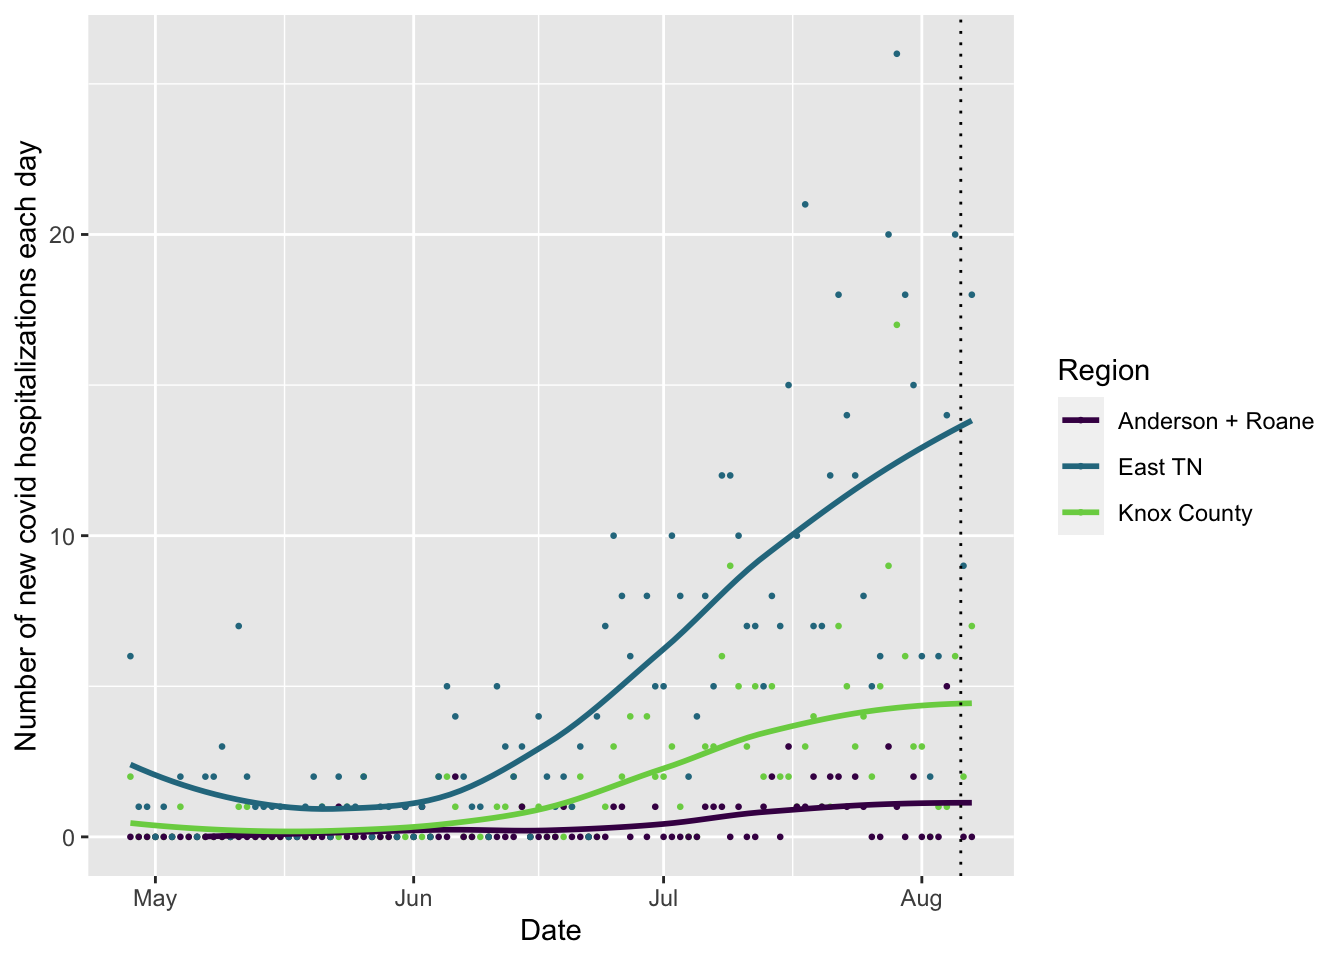 Number of new covid hospitalizations each day
20
10
0
May
Jun
Jul
Aug
Date
Region
Anderson + Roane
East TN
Knox County